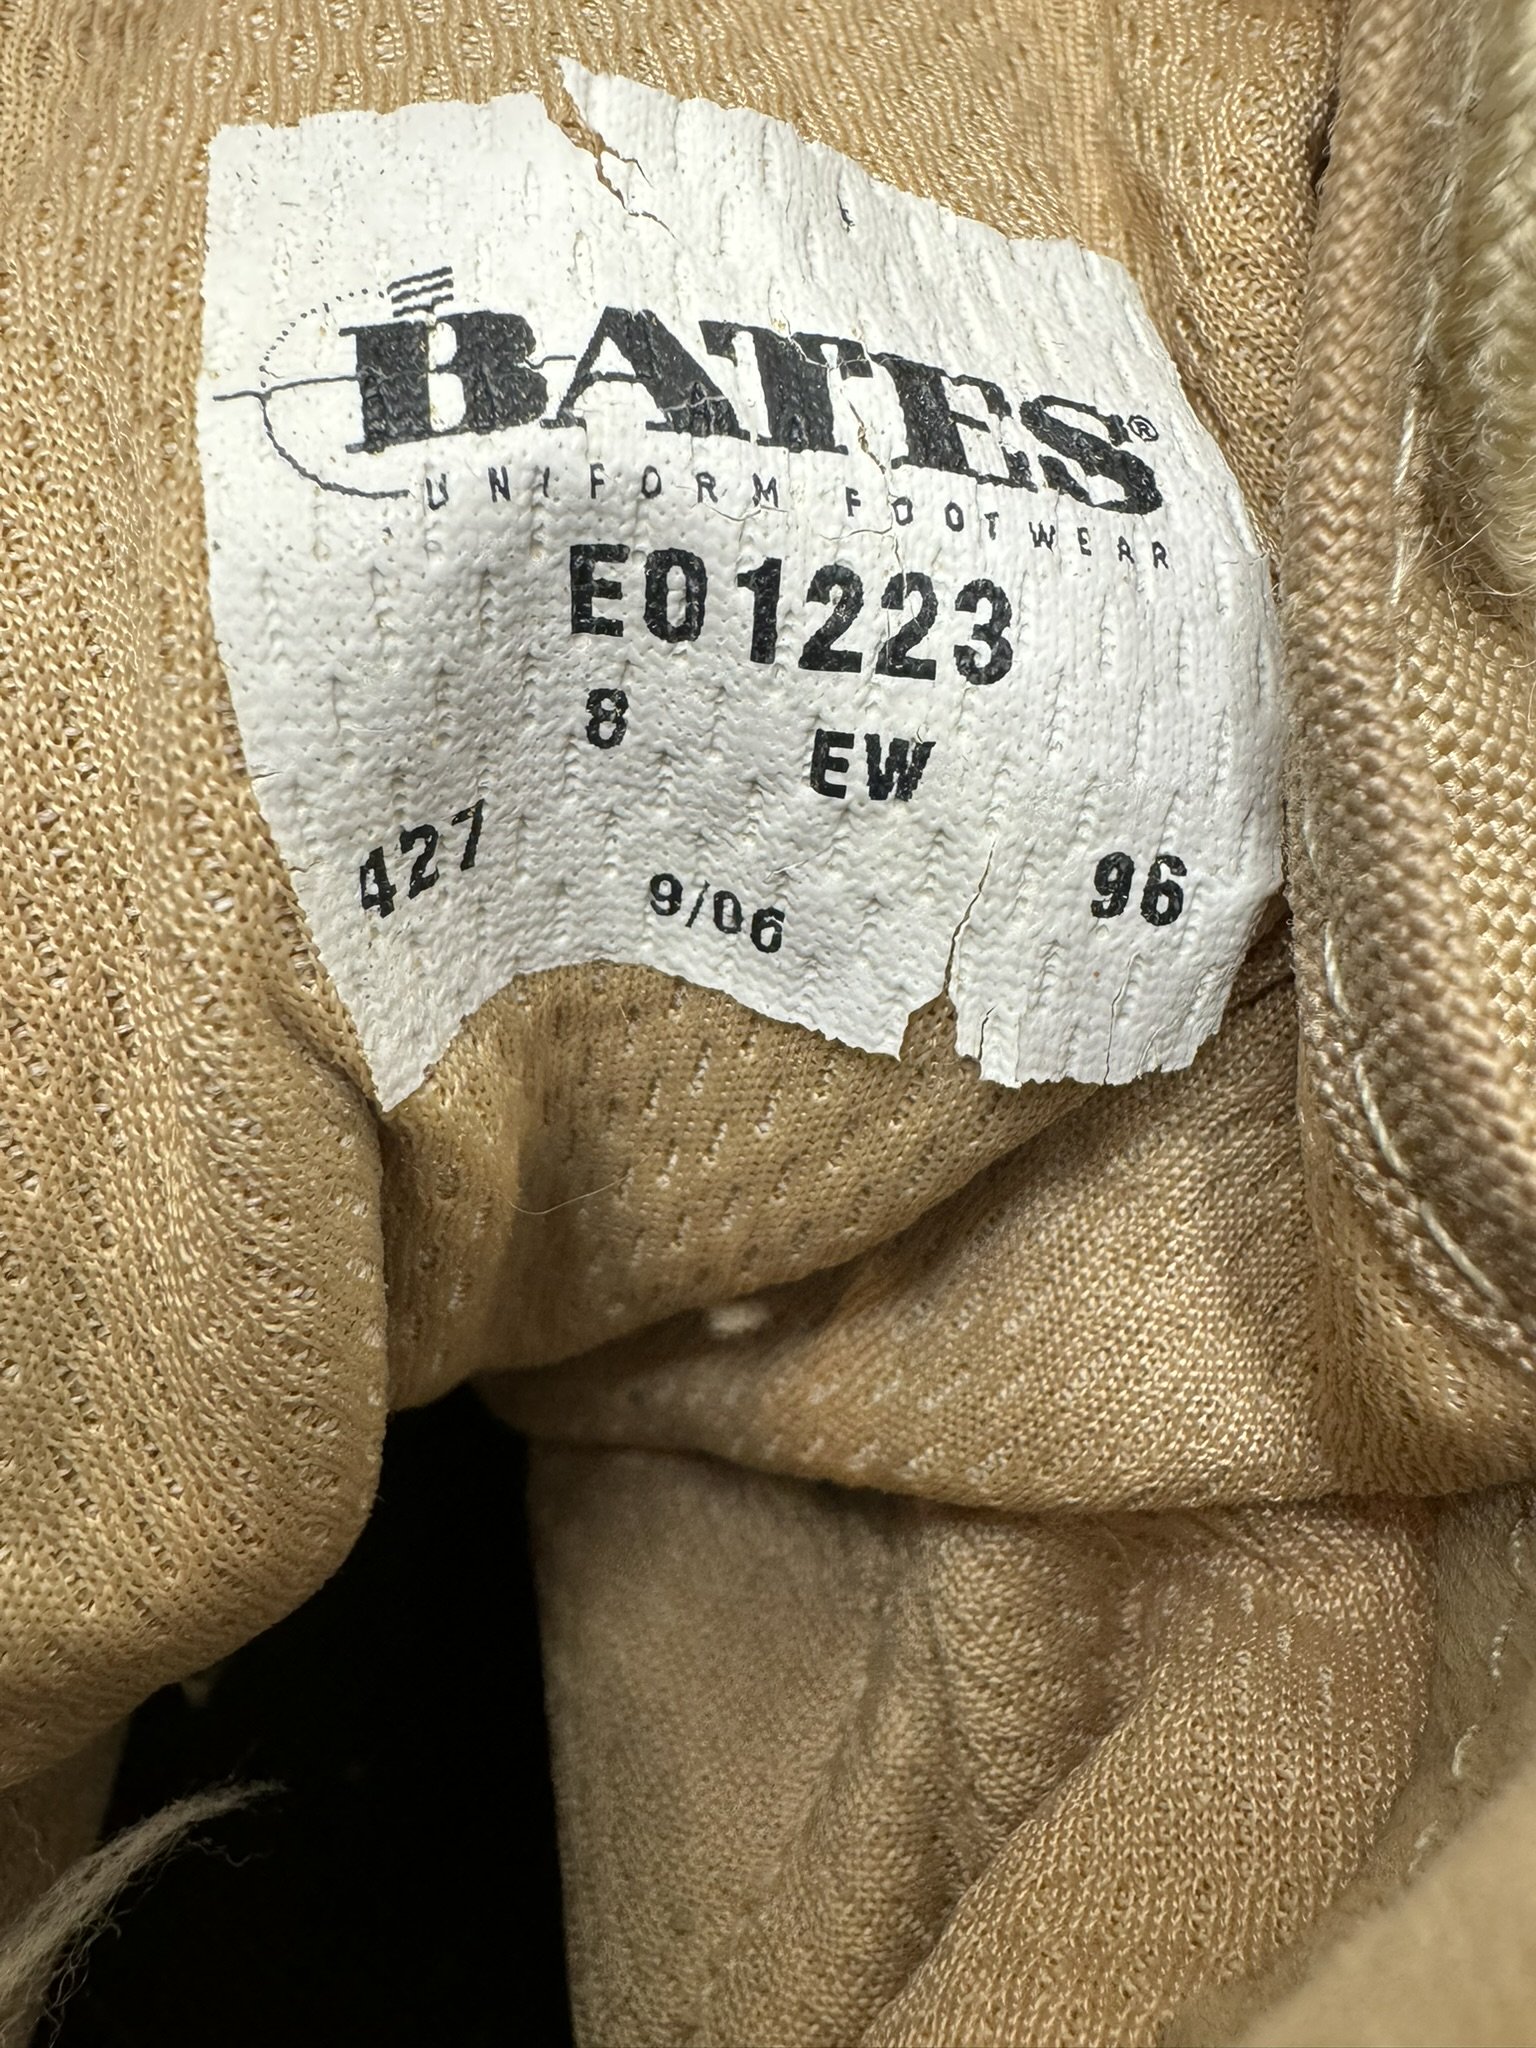 BATES®
UNIFORM FOOTWEAR
E01223
8 EW
427 9/06 96